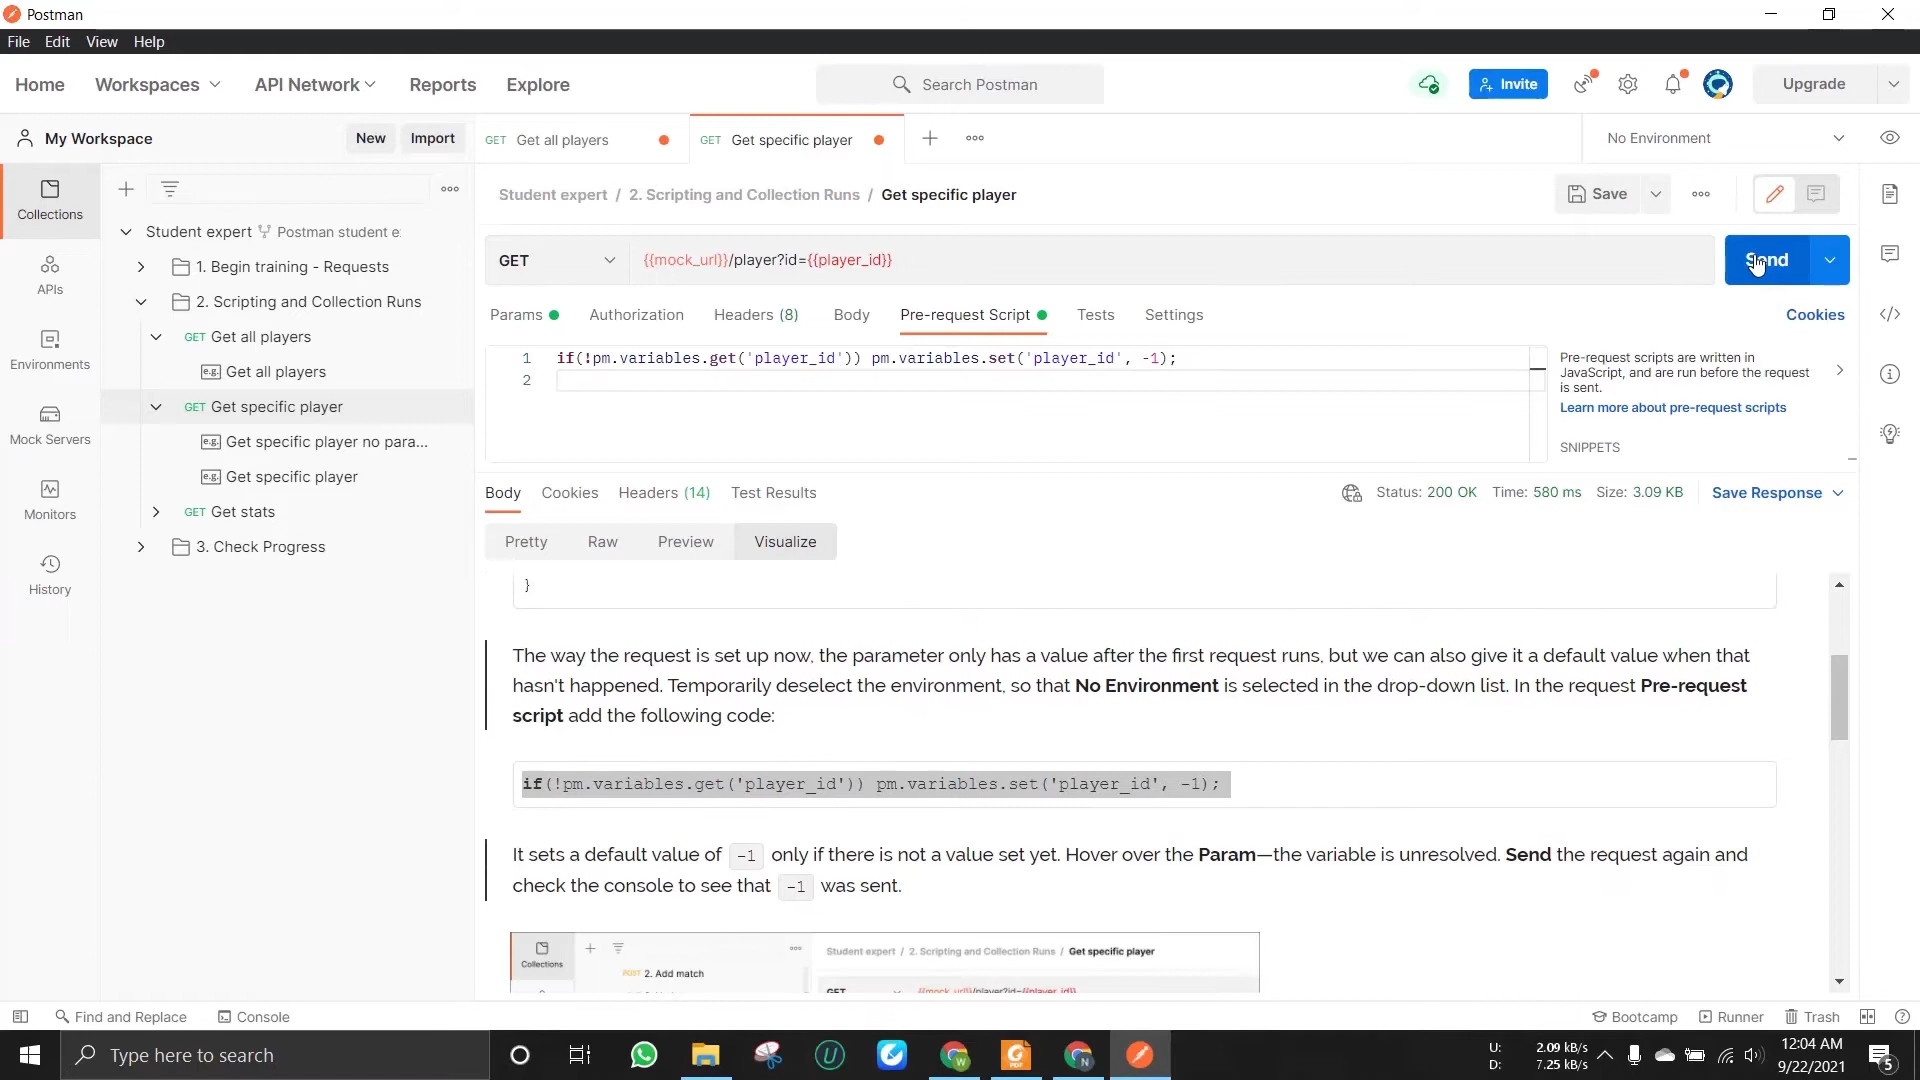 Postman
File Edit View Help
Home Workspaces API Network Reports Explore
Search Postman
Invite
Upgrade
My Workspace
New Import
GET Get all players
GET Get specific player
No Environment
Student expert / 2. Scripting and Collection Runs / Get specific player
Save
Collections
APIs
Environments
Mock Servers
Monitors
History
Student expert Postman student e
1. Begin training - Requests
2. Scripting and Collection Runs
GET Get all players
e.g. Get all players
GET Get specific player
e.g. Get specific player no para...
e.g. Get specific player
GET Get stats
3. Check Progress
GET {{mock_url}}/player?id={{player_id}}
Send
Params Authorization Headers (8) Body Pre-request Script Tests Settings
Cookies
1 if(!pm.variables.get('player_id')) pm.variables.set('player_id', -1);
2
Pre-request scripts are written in
JavaScript, and are run before the request
is sent.
Learn more about pre-request scripts
SNIPPETS
Body Cookies Headers (14) Test Results
Status: 200 OK Time: 580 ms Size: 3.09 KB Save Response
Pretty Raw Preview Visualize
}
The way the request is set up now, the parameter only has a value after the first request runs, but we can also give it a default value when that
hasn't happened. Temporarily deselect the environment, so that No Environment is selected in the drop-down list. In the request Pre-request
script add the following code:
if(!pm.variables.get('player_id')) pm.variables.set('player_id', -1);
It sets a default value of -1 only if there is not a value set yet. Hover over the Param—the variable is unresolved. Send the request again and
check the console to see that -1 was sent.
Collections
POST 2. Add match
Student expert / 2. Scripting and Collection Runs / Get specific player
GET {{mock_url}}/player?id={{player_id}}
Find and Replace Console
Bootcamp Runner Trash
Type here to search
U: 2.09 kB/s
D: 7.25 kB/s
12:04 AM
9/22/2021
5